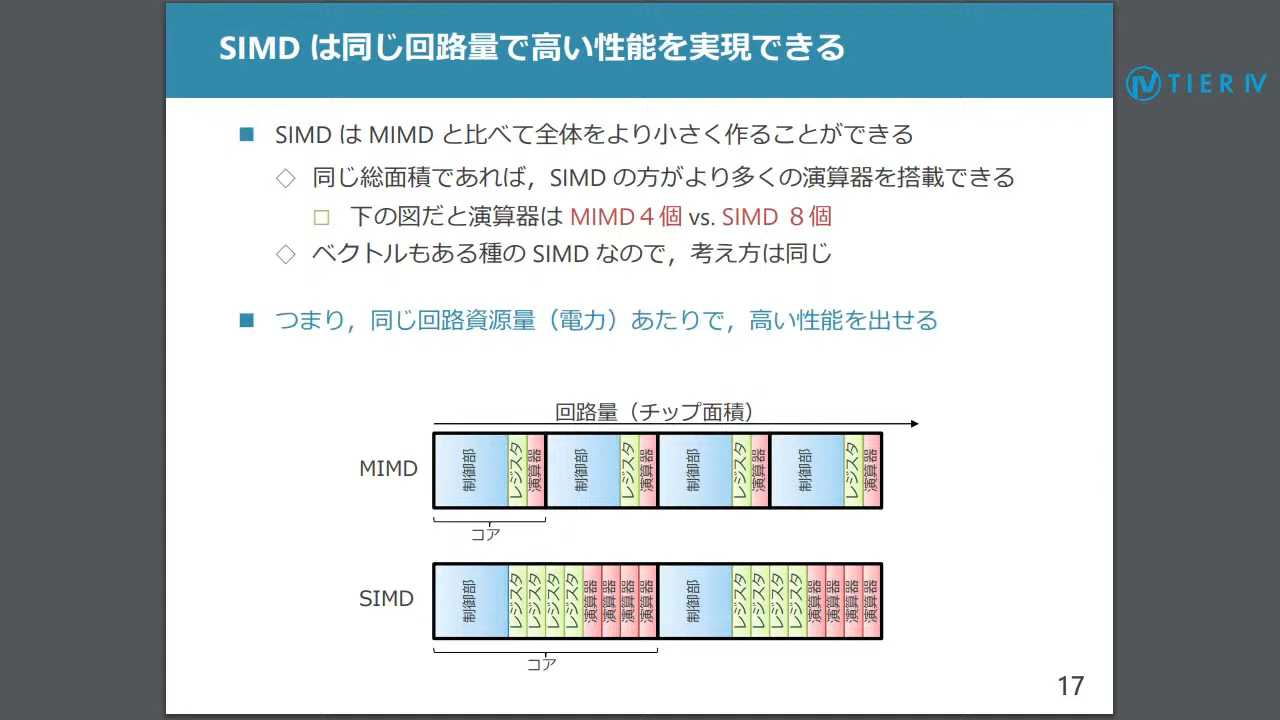 SIMD は同じ回路量で高い性能を実現できる
TIER IV
SIMD は MIMD と比べて全体をより小さく作ることができる
同じ総面積であれば，SIMD の方がより多くの演算器を搭載できる
下の図だと演算器は MIMD４個 vs. SIMD ８個
ベクトルもある種の SIMD なので，考え方は同じ
つまり，同じ回路資源量（電力）あたりで，高い性能を出せる
回路量（チップ面積）
MIMD
制御部 レジスタ 演算器 制御部 レジスタ 演算器 制御部 レジスタ 演算器 制御部 レジスタ 演算器
コア
SIMD
制御部 レジスタ レジスタ レジスタ レジスタ 演算器 演算器 演算器 演算器 制御部 レジスタ レジスタ レジスタ レジスタ 演算器 演算器 演算器 演算器
コア
17